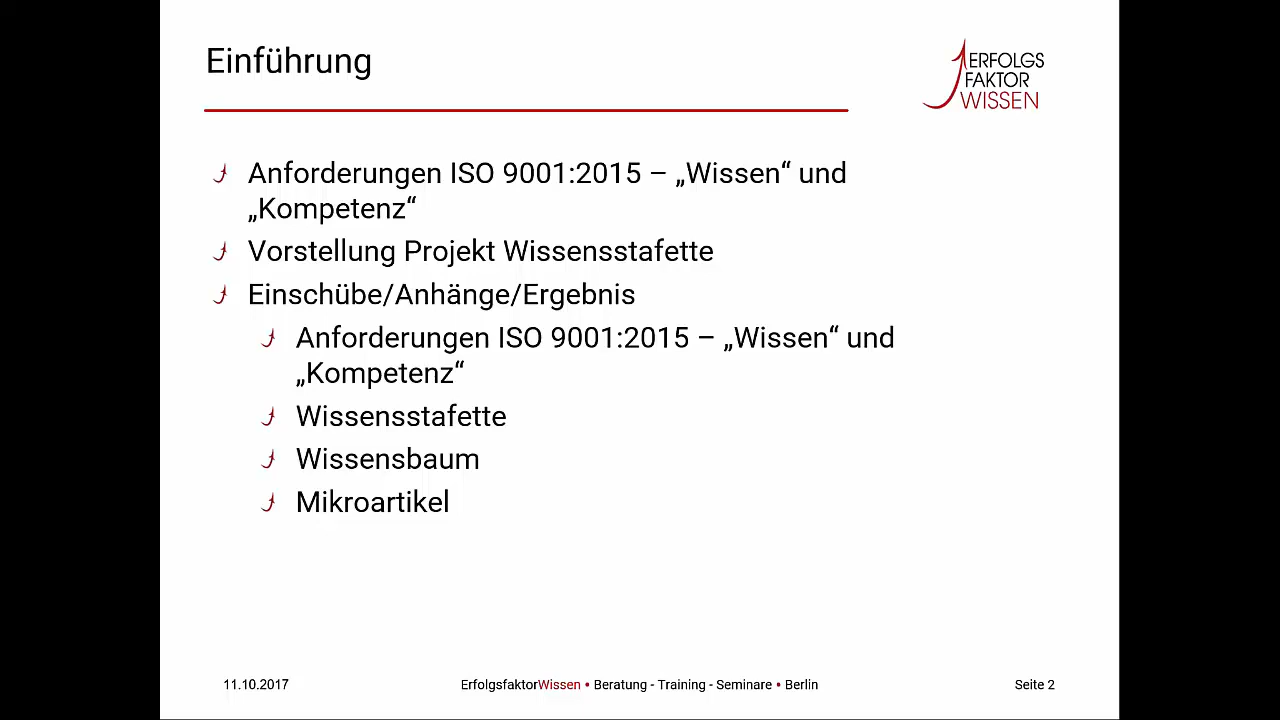 Einführung
ERFOLGS
FAKTOR
WISSEN
Anforderungen ISO 9001:2015 – „Wissen“ und
„Kompetenz“
Vorstellung Projekt Wissensstafette
Einschübe/Anhänge/Ergebnis
Anforderungen ISO 9001:2015 – „Wissen“ und
„Kompetenz“
Wissensstafette
Wissensbaum
Mikroartikel
11.10.2017 ErfolgsfaktorWissen • Beratung - Training - Seminare • Berlin Seite 2